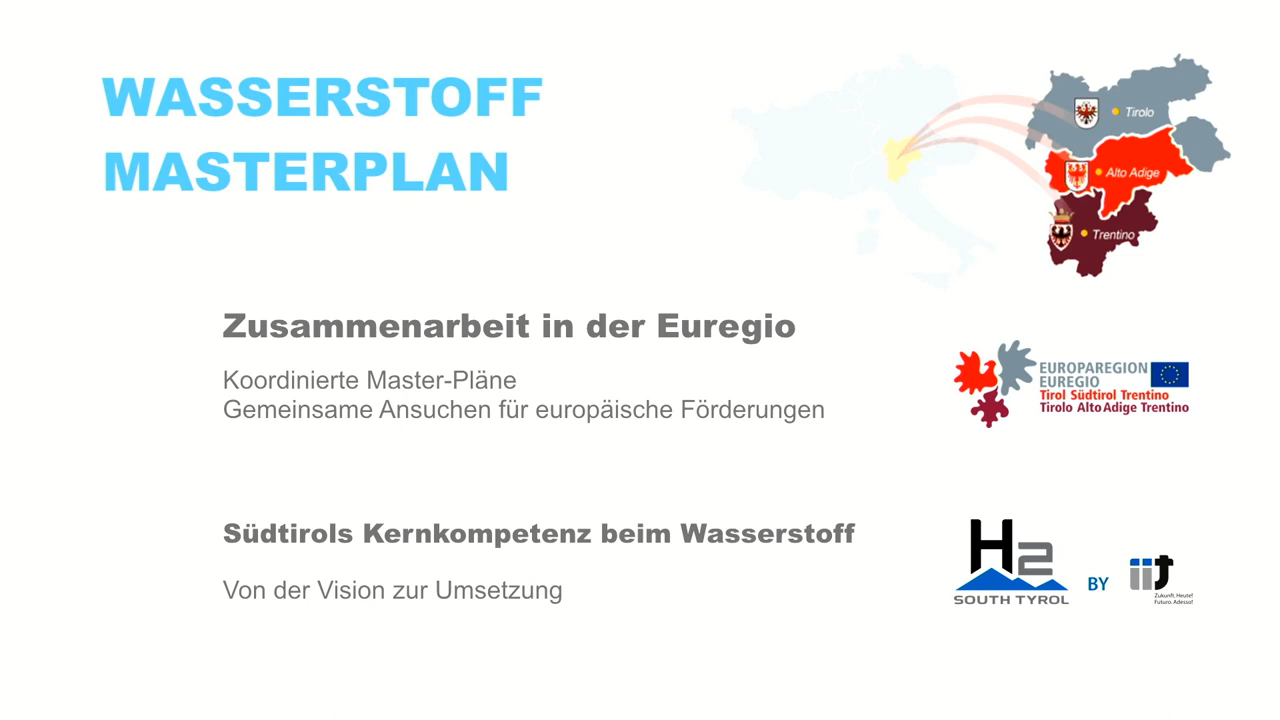 WASSERSTOFF
MASTERPLAN
Tirolo
Alto Adige
Trentino
Zusammenarbeit in der Euregio
Koordinierte Master-Pläne
Gemeinsame Ansuchen für europäische Förderungen
EUROPAREGION
EUREGIO
Tirol Südtirol Trentino
Tirolo Alto Adige Trentino
Südtirols Kernkompetenz beim Wasserstoff
Von der Vision zur Umsetzung
H2
SOUTH TYROL
BY
iit
Zukunft. Heute!
Futuro. Adesso!